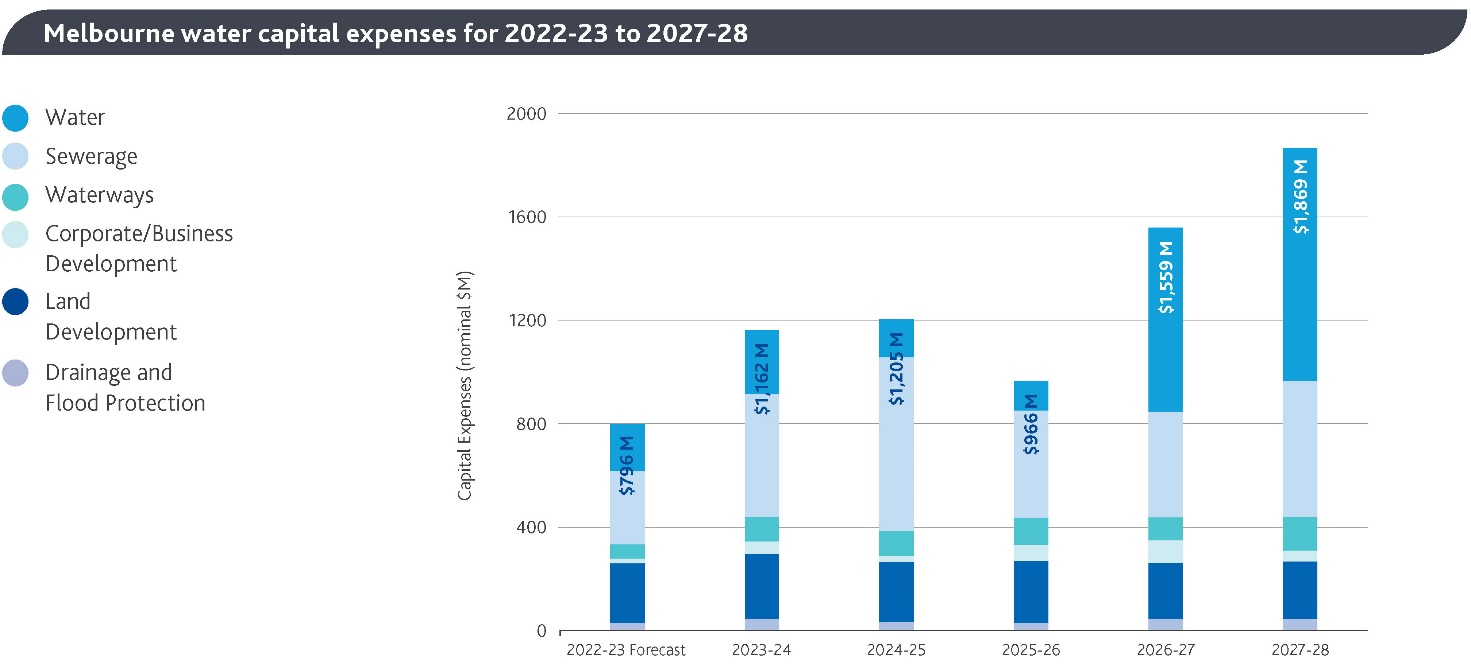 Melbourne water capital expenses for 2022-23 to 2027-28
Water
Sewerage
Waterways
Corporate/Business
Development
Land
Development
Drainage and
Flood Protection
Capital Expenses (nominal $M)
2000
1600
1200
800
400
0
$796 M
$1,162 M
$1,205 M
$966 M
$1,559 M
$1,869 M
2022-23 Forecast
2023-24
2024-25
2025-26
2026-27
2027-28